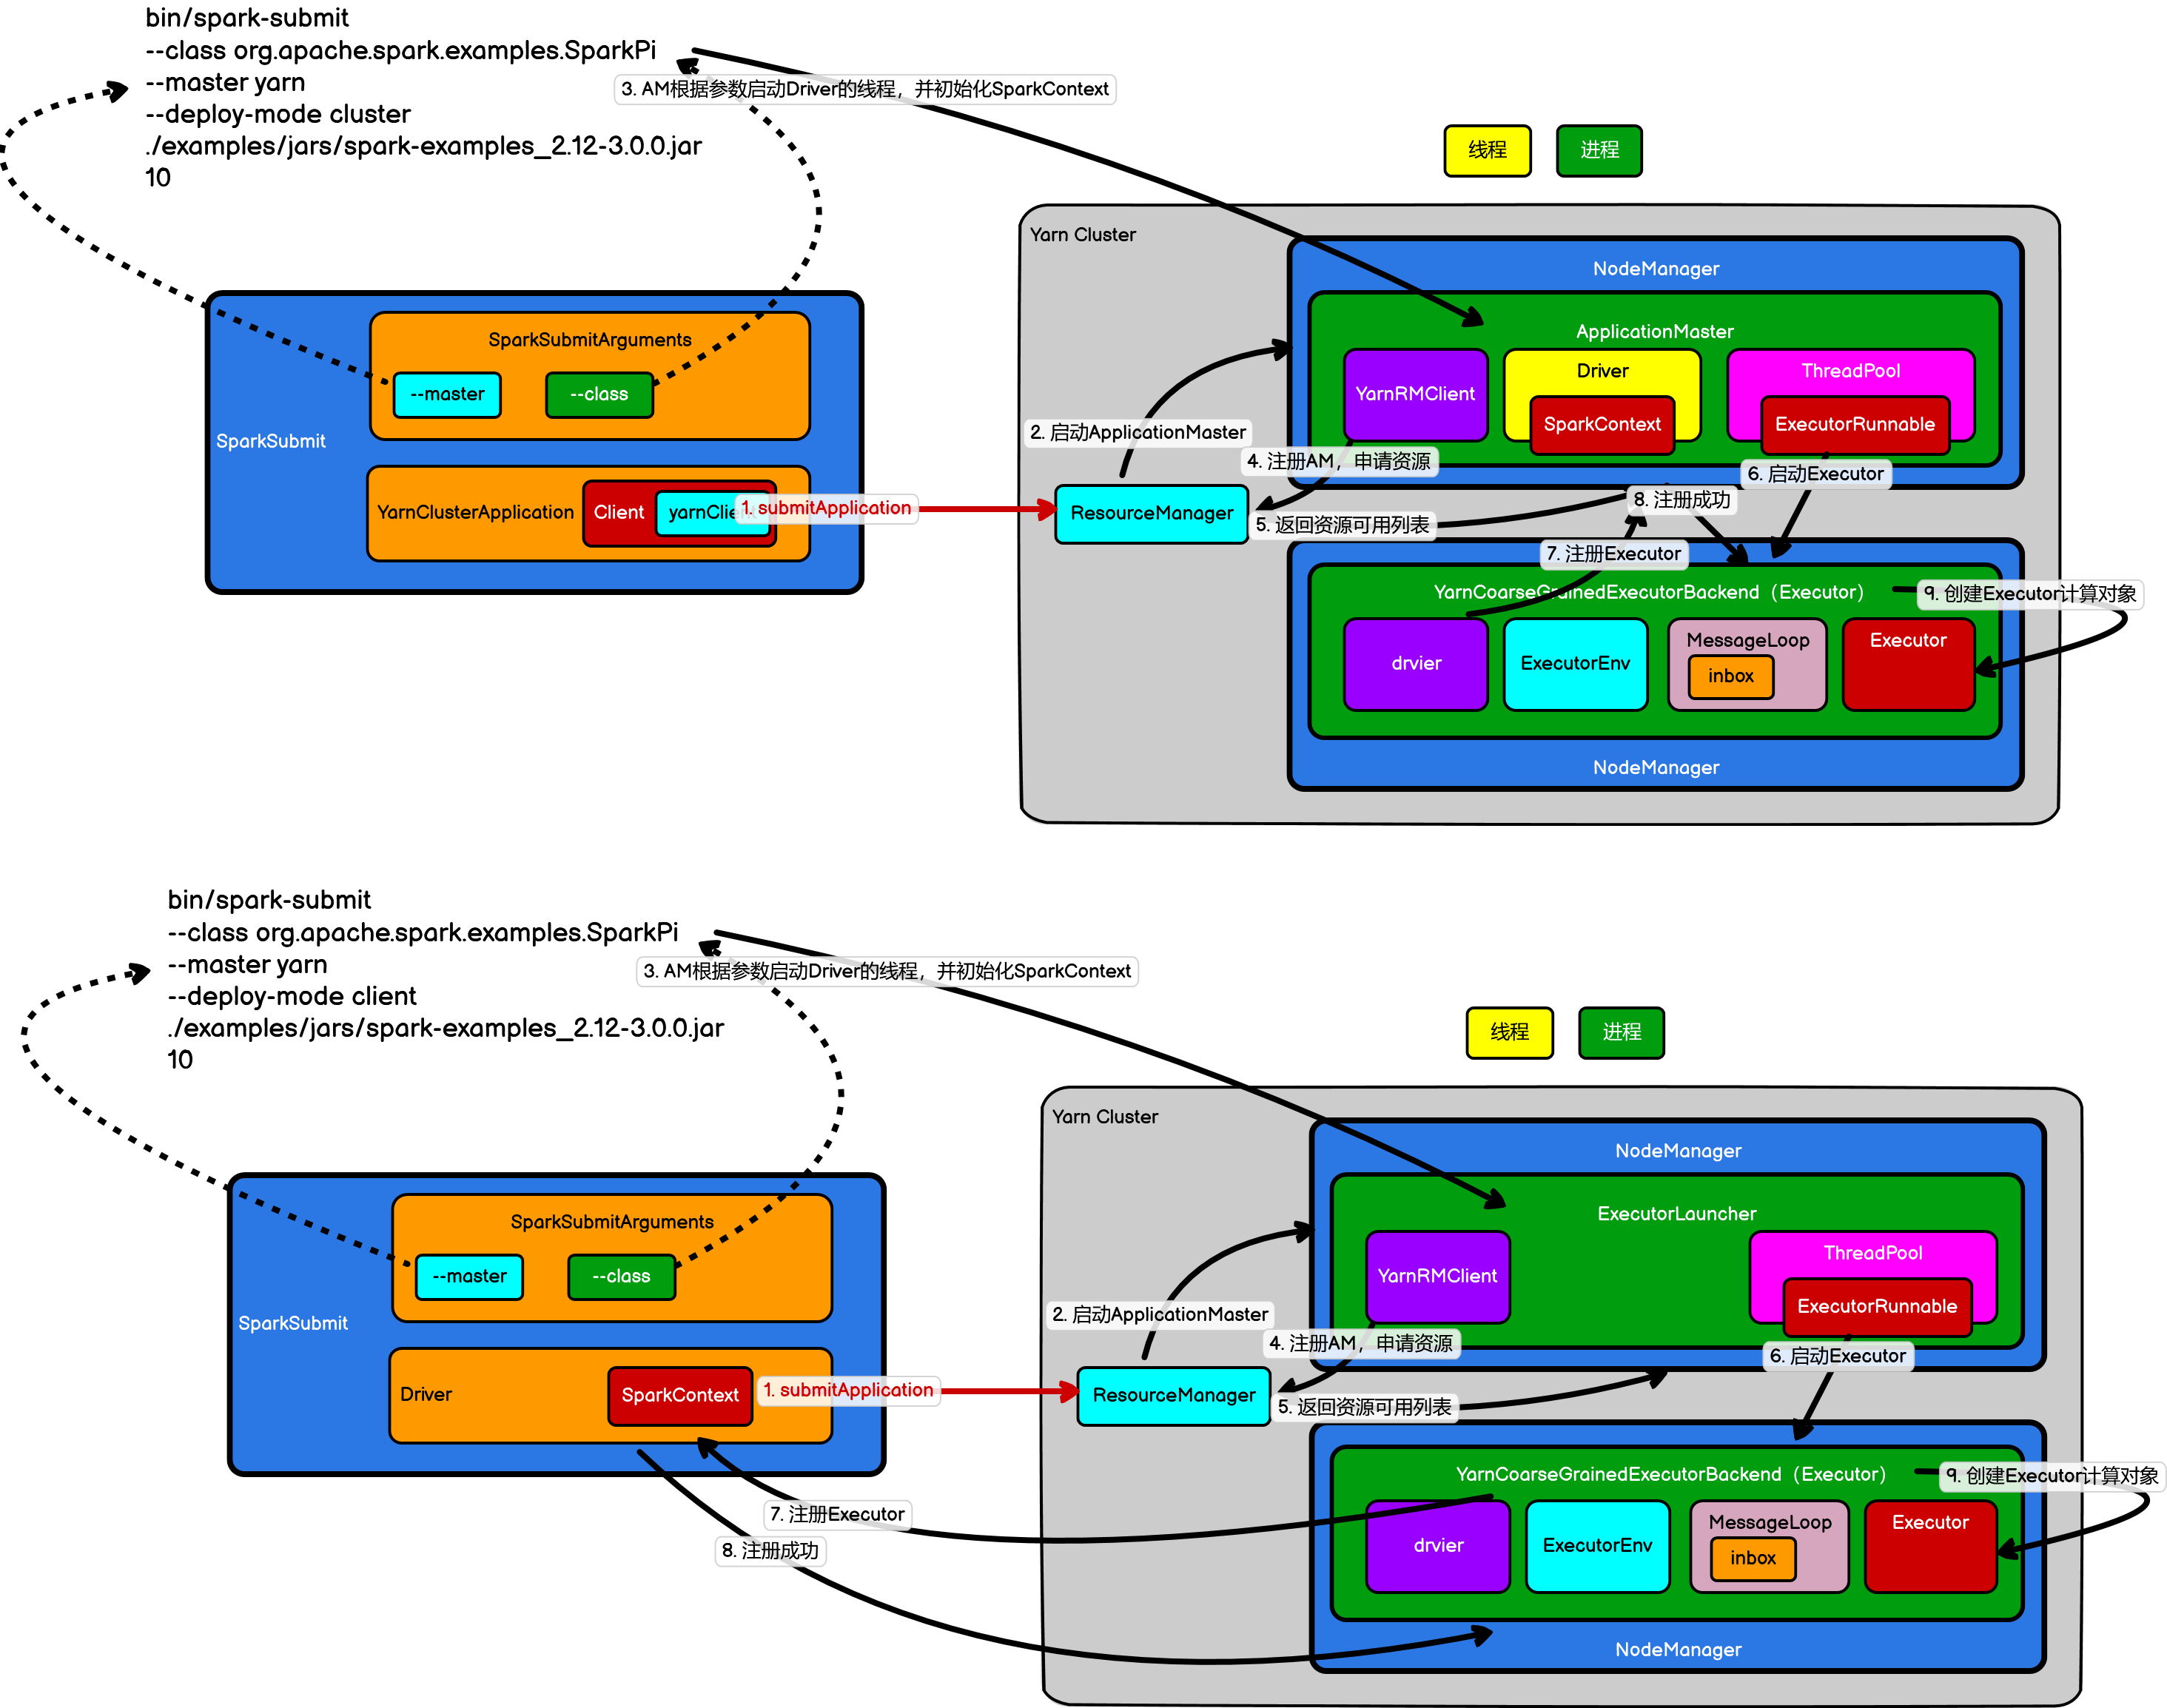 bin/spark-submit
--class org.apache.spark.examples.SparkPi
--master yarn
--deploy-mode cluster
./examples/jars/spark-examples_2.12-3.0.0.jar
10
3. AM根据参数启动Driver的线程，并初始化SparkContext
线程
进程
Yarn Cluster
NodeManager
ApplicationMaster
YarnRMClient
Driver
SparkContext
ThreadPool
ExecutorRunnable
SparkSubmitArguments
--master
--class
SparkSubmit
YarnClusterApplication
Client
yarnClient
1. submitApplication
2. 启动ApplicationMaster
4. 注册AM，申请资源
6. 启动Executor
ResourceManager
8. 注册成功
5. 返回资源可用列表
7. 注册Executor
YarnCoarseGrainedExecutorBackend（Executor）
9. 创建Executor计算对象
drvier
ExecutorEnv
MessageLoop
inbox
Executor
NodeManager
bin/spark-submit
--class org.apache.spark.examples.SparkPi
--master yarn
--deploy-mode client
./examples/jars/spark-examples_2.12-3.0.0.jar
10
3. AM根据参数启动Driver的线程，并初始化SparkContext
线程
进程
Yarn Cluster
NodeManager
ExecutorLauncher
YarnRMClient
ThreadPool
ExecutorRunnable
SparkSubmitArguments
--master
--class
SparkSubmit
Driver
SparkContext
1. submitApplication
2. 启动ApplicationMaster
4. 注册AM，申请资源
6. 启动Executor
ResourceManager
5. 返回资源可用列表
YarnCoarseGrainedExecutorBackend（Executor）
9. 创建Executor计算对象
7. 注册Executor
8. 注册成功
drvier
ExecutorEnv
MessageLoop
inbox
Executor
NodeManager